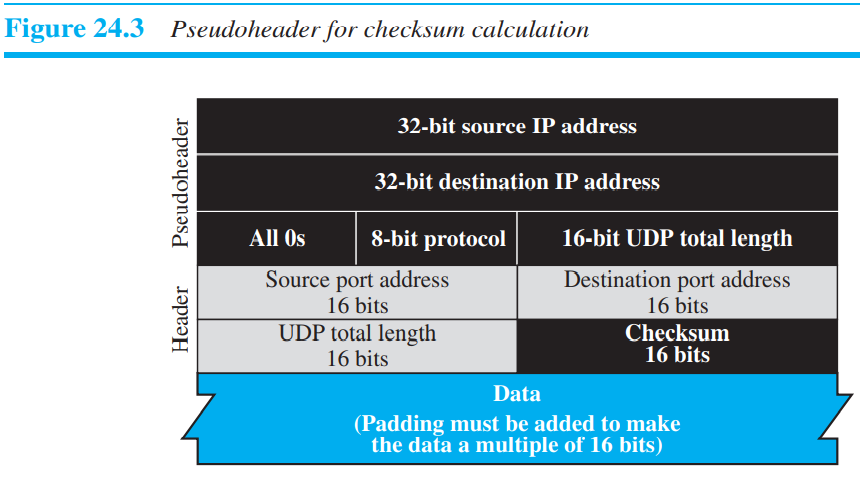 Figure 24.3 Pseudoheader for checksum calculation
Pseudoheader
32-bit source IP address
32-bit destination IP address
All 0s 8-bit protocol 16-bit UDP total length
Header
Source port address Destination port address
16 bits 16 bits
UDP total length Checksum
16 bits 16 bits
Data
(Padding must be added to make
the data a multiple of 16 bits)